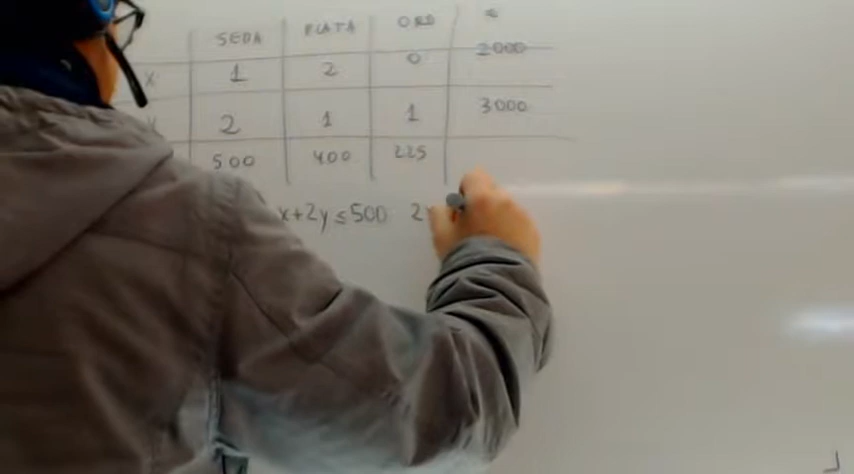 SEDA PLATA ORO €
X 1 2 0 2000
2 1 1 3000
500 400 225
x+2y≤500 2